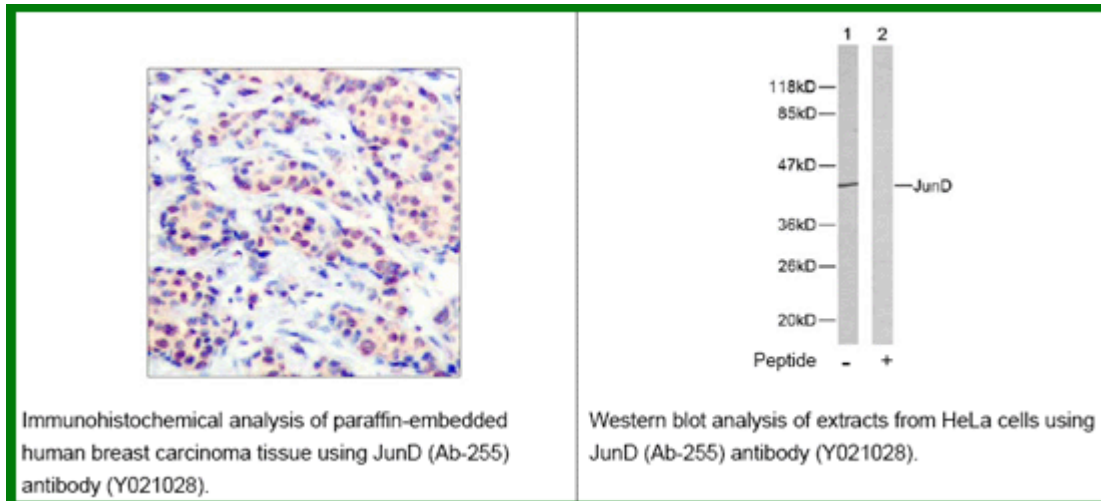 Immunohistochemical analysis of paraffin-embedded
human breast carcinoma tissue using JunD (Ab-255)
antibody (Y021028).
1 2
118kD
85kD
47kD
JunD
36kD
26kD
20kD
Peptide - +
Western blot analysis of extracts from HeLa cells using
JunD (Ab-255) antibody (Y021028).